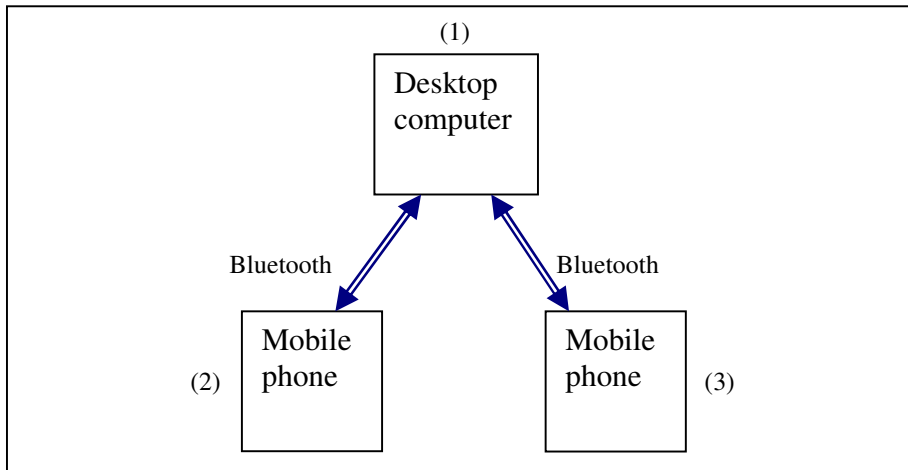 (1)
Desktop
computer
Bluetooth
Bluetooth
Mobile
phone
Mobile
phone
(2)
(3)